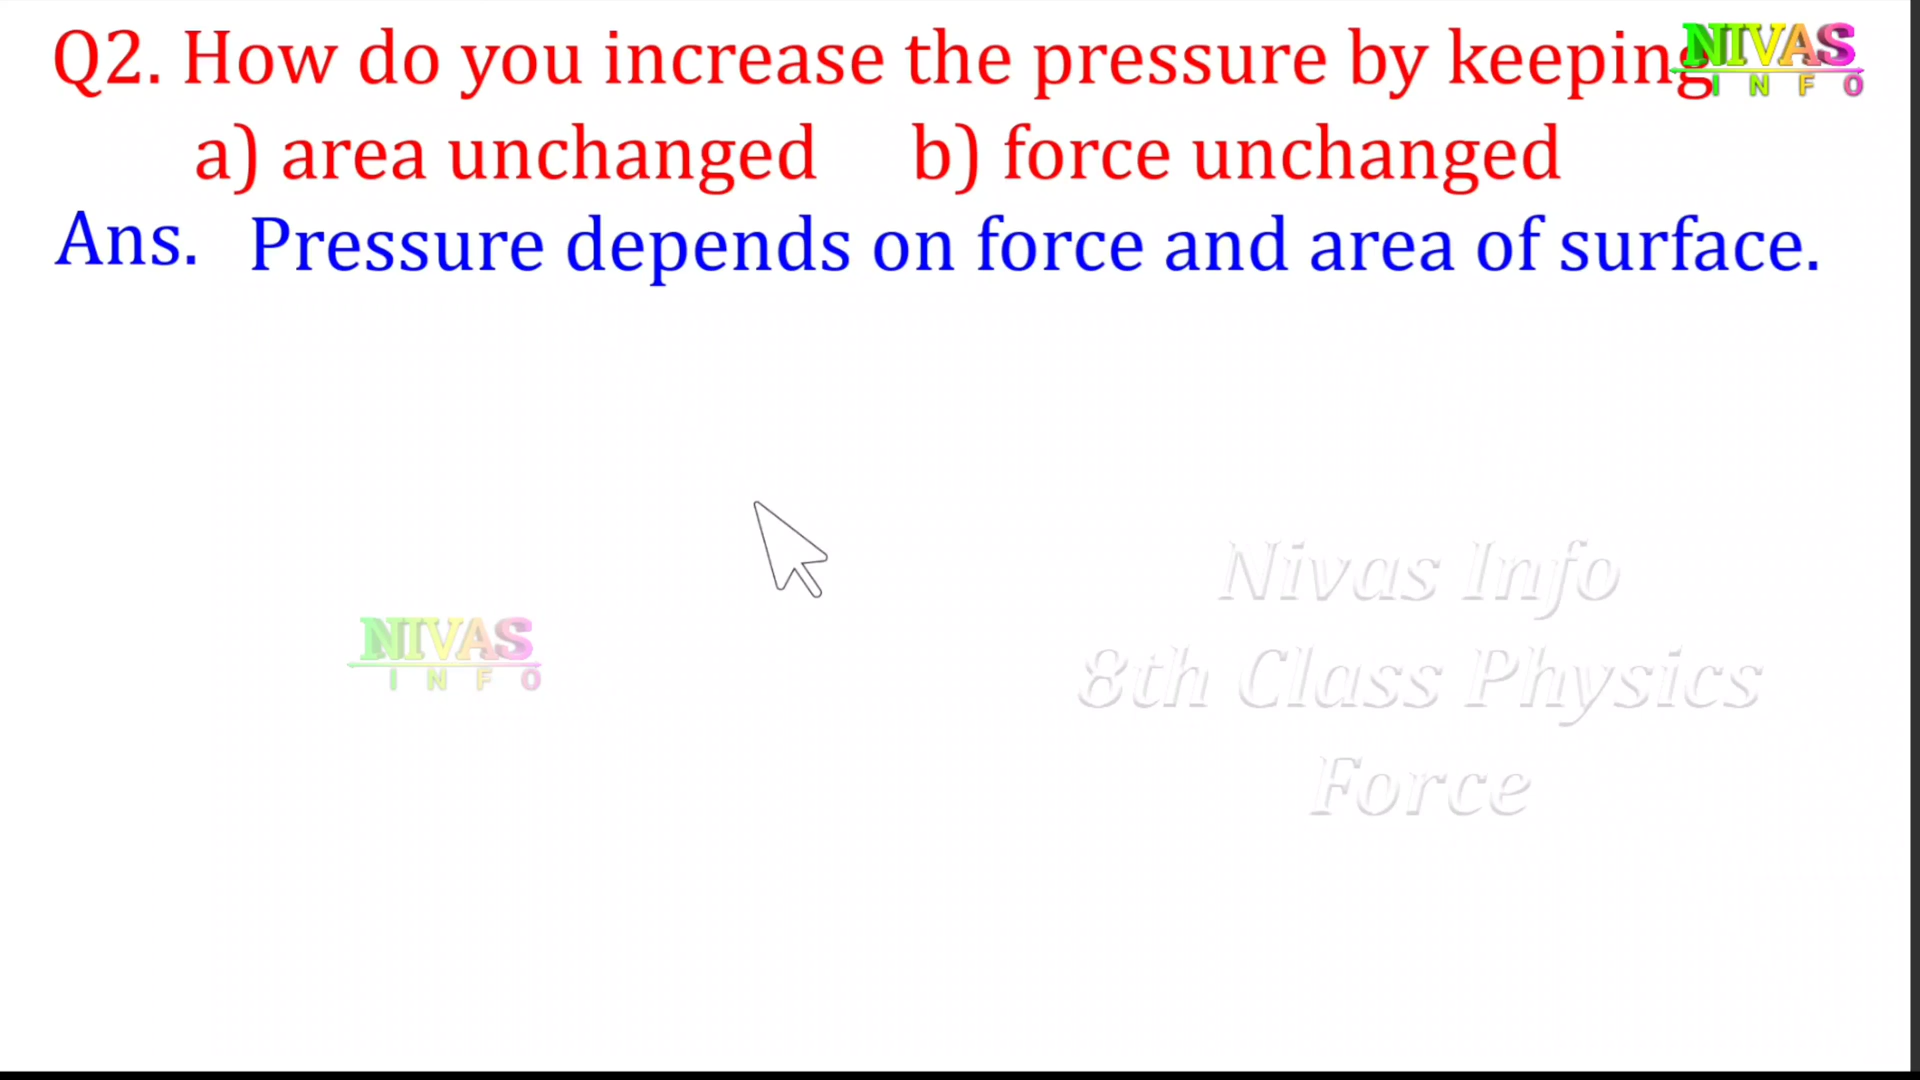 Q2. How do you increase the pressure by keeping
NIVAS
INFO
a) area unchanged b) force unchanged
Ans. Pressure depends on force and area of surface.
Nivas Info
8th Class Physics
Force
NIVAS
INFO